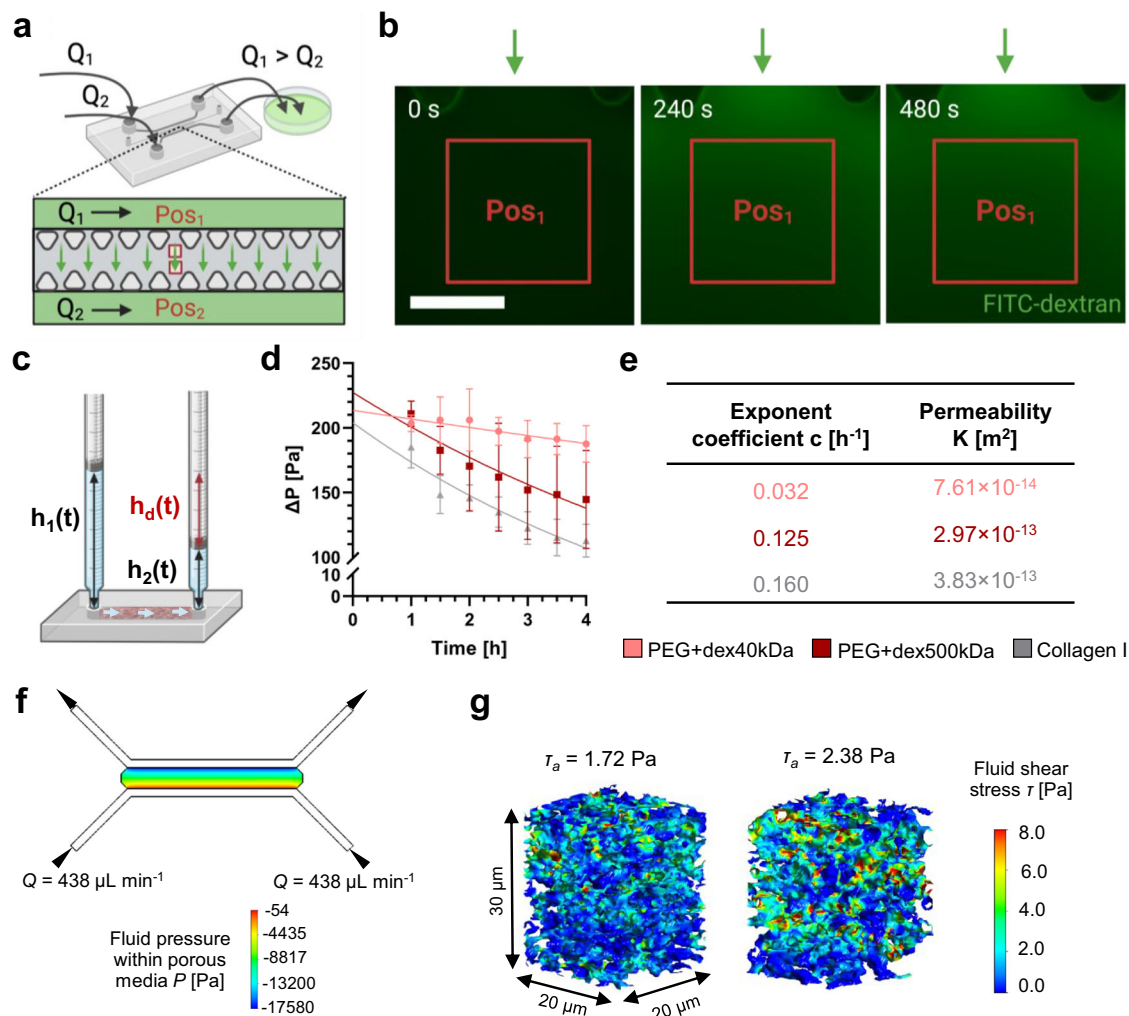 a
Q1
Q2
Q1 > Q2
Q1
Pos1
Q2
Pos2
b
0 s
240 s
480 s
Pos1
Pos1
Pos1
FITC-dextran
c
h1(t)
hd(t)
h2(t)
d
250
200
150
100
10
0
ΔP [Pa]
0 1 2 3 4
Time [h]
e
Exponent
coefficient c [h⁻¹]
Permeability
K [m²]
0.032 7.61×10⁻¹⁴
0.125 2.97×10⁻¹³
0.160 3.83×10⁻¹³
PEG+dex40kDa PEG+dex500kDa Collagen I
f
Q = 438 µL min⁻¹
Q = 438 µL min⁻¹
Fluid pressure
within porous
media P [Pa]
-54
-4435
-8817
-13200
-17580
g
τa = 1.72 Pa
τa = 2.38 Pa
30 µm
20 µm
20 µm
Fluid shear
stress τ [Pa]
8.0
6.0
4.0
2.0
0.0